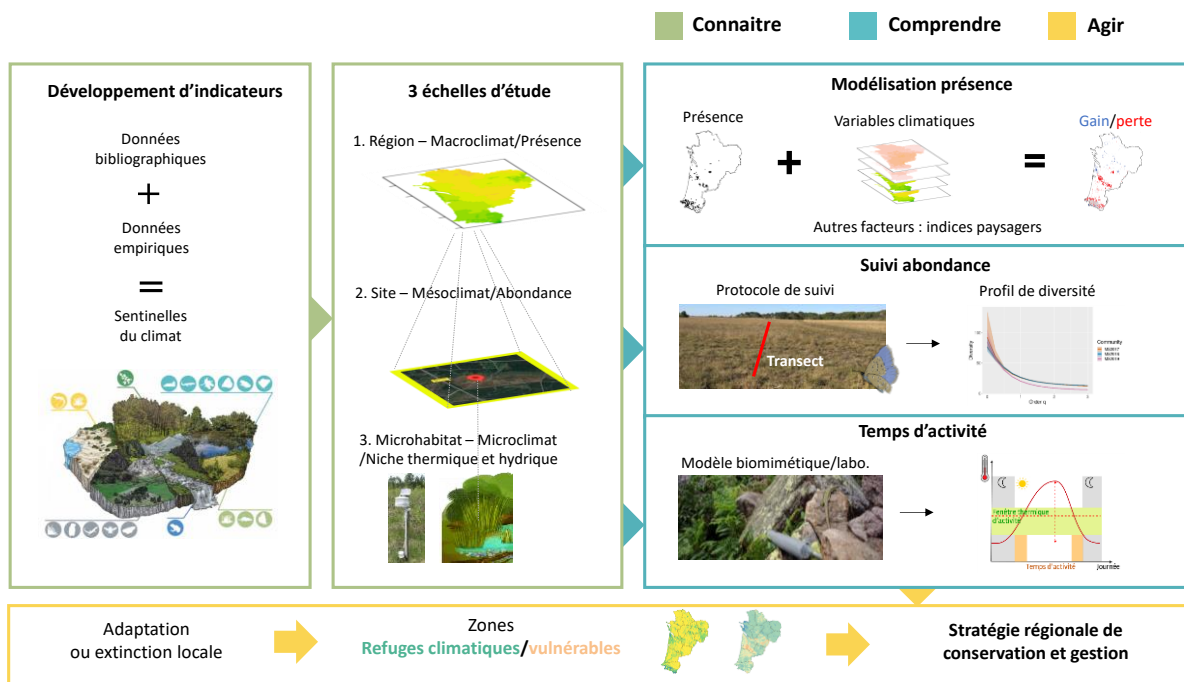 Connaitre
Comprendre
Agir
Développement d'indicateurs
Données
bibliographiques
+
Données
empiriques
=
Sentinelles
du climat
3 échelles d'étude
1. Région – Macroclimat/Présence
2. Site – Mésoclimat/Abondance
3. Microhabitat – Microclimat
/Niche thermique et hydrique
Modélisation présence
Présence
+
Variables climatiques
=
Gain/perte
Autres facteurs : indices paysagers
Suivi abondance
Protocole de suivi
Transect
Profil de diversité
Diversity
Order q
Community
Temps d'activité
Modèle biomimétique/labo.
Fenêtre thermique
d'activité
Temps d'activité
journée
Adaptation
ou extinction locale
Zones
Refuges climatiques/vulnérables
Stratégie régionale de
conservation et gestion